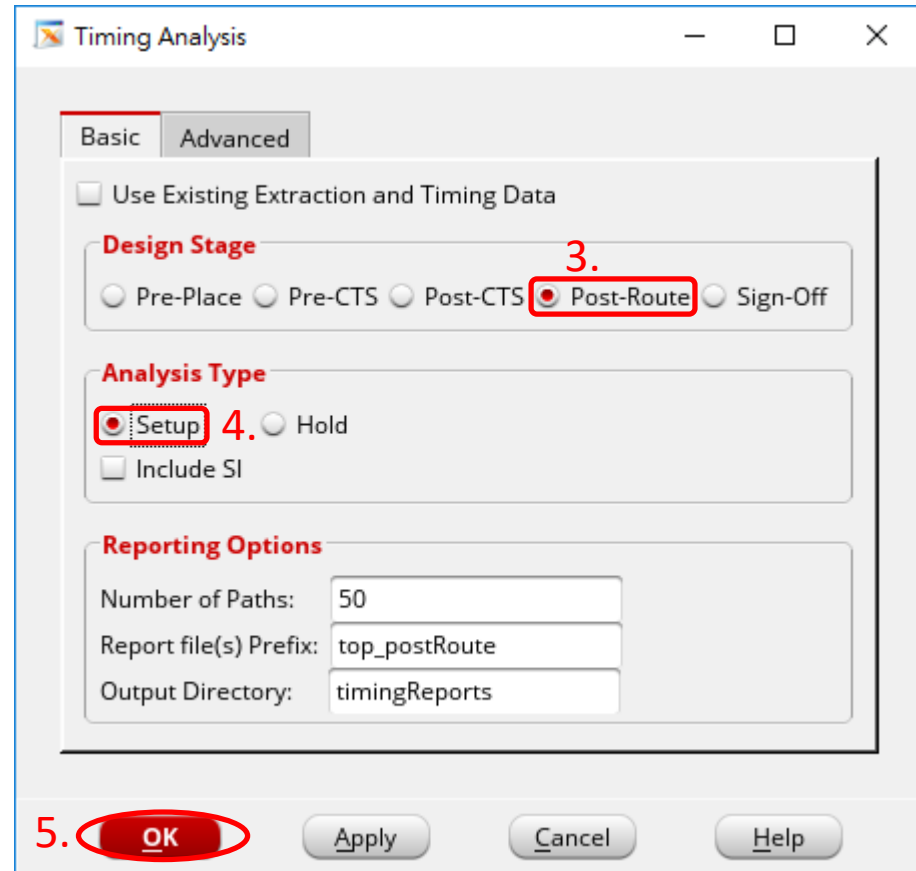 Timing Analysis
Basic Advanced
Use Existing Extraction and Timing Data
Design Stage
3.
Pre-Place Pre-CTS Post-CTS Post-Route Sign-Off
Analysis Type
Setup 4. Hold
Include SI
Reporting Options
Number of Paths: 50
Report file(s) Prefix: top_postRoute
Output Directory: timingReports
5. OK Apply Cancel Help